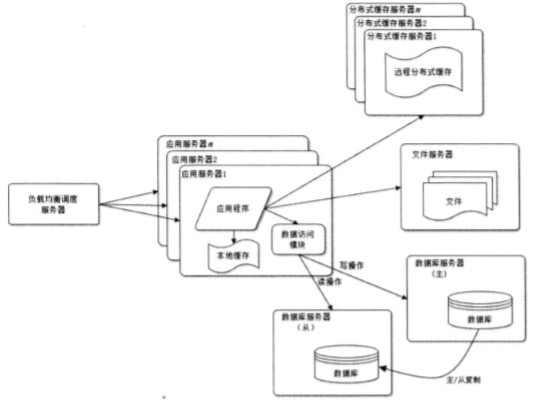 分布式缓存服务器n
分布式缓存服务器2
分布式缓存服务器1
远程分布式缓存
应用服务器n
应用服务器2
应用服务器1
文件服务器
文件
负载均衡调度
服务器
应用程序
数据访问
模块
本地缓存
写操作
读操作
数据库服务器
（主）
数据库
数据库服务器
（从）
数据库
主/从复制